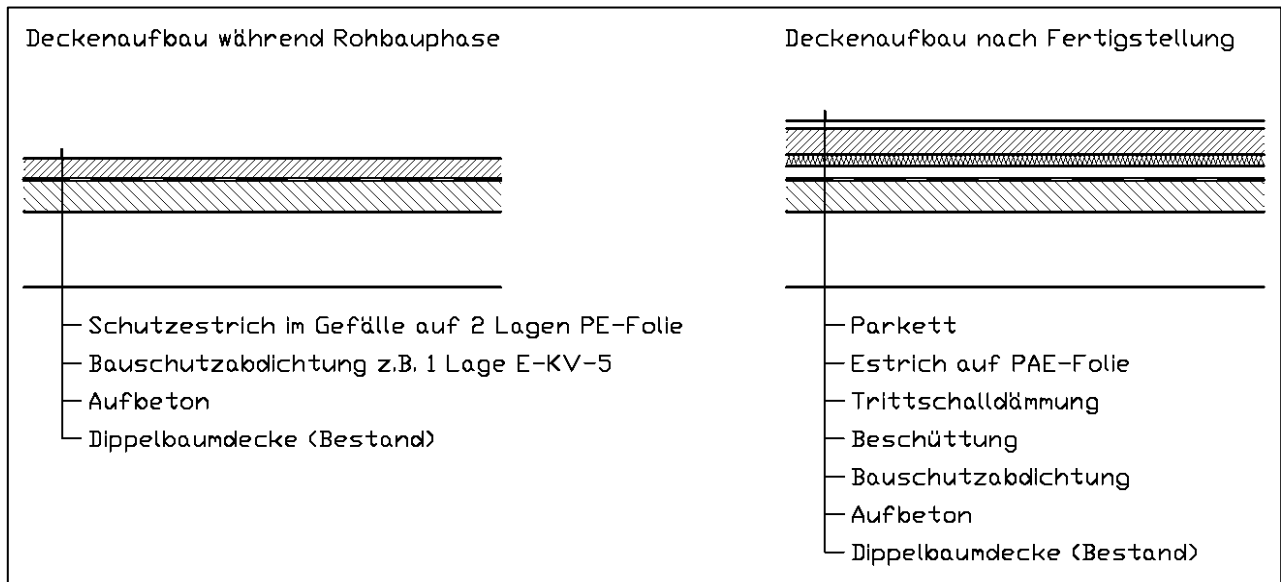 Deckenaufbau während Rohbauphase
Schutzestrich im Gefälle auf 2 Lagen PE-Folie
Bauschutzabdichtung z.B. 1 Lage E-KV-5
Aufbeton
Dippelbaumdecke (Bestand)
Deckenaufbau nach Fertigstellung
Parkett
Estrich auf PAE-Folie
Trittschalldämmung
Beschüttung
Bauschutzabdichtung
Aufbeton
Dippelbaumdecke (Bestand)